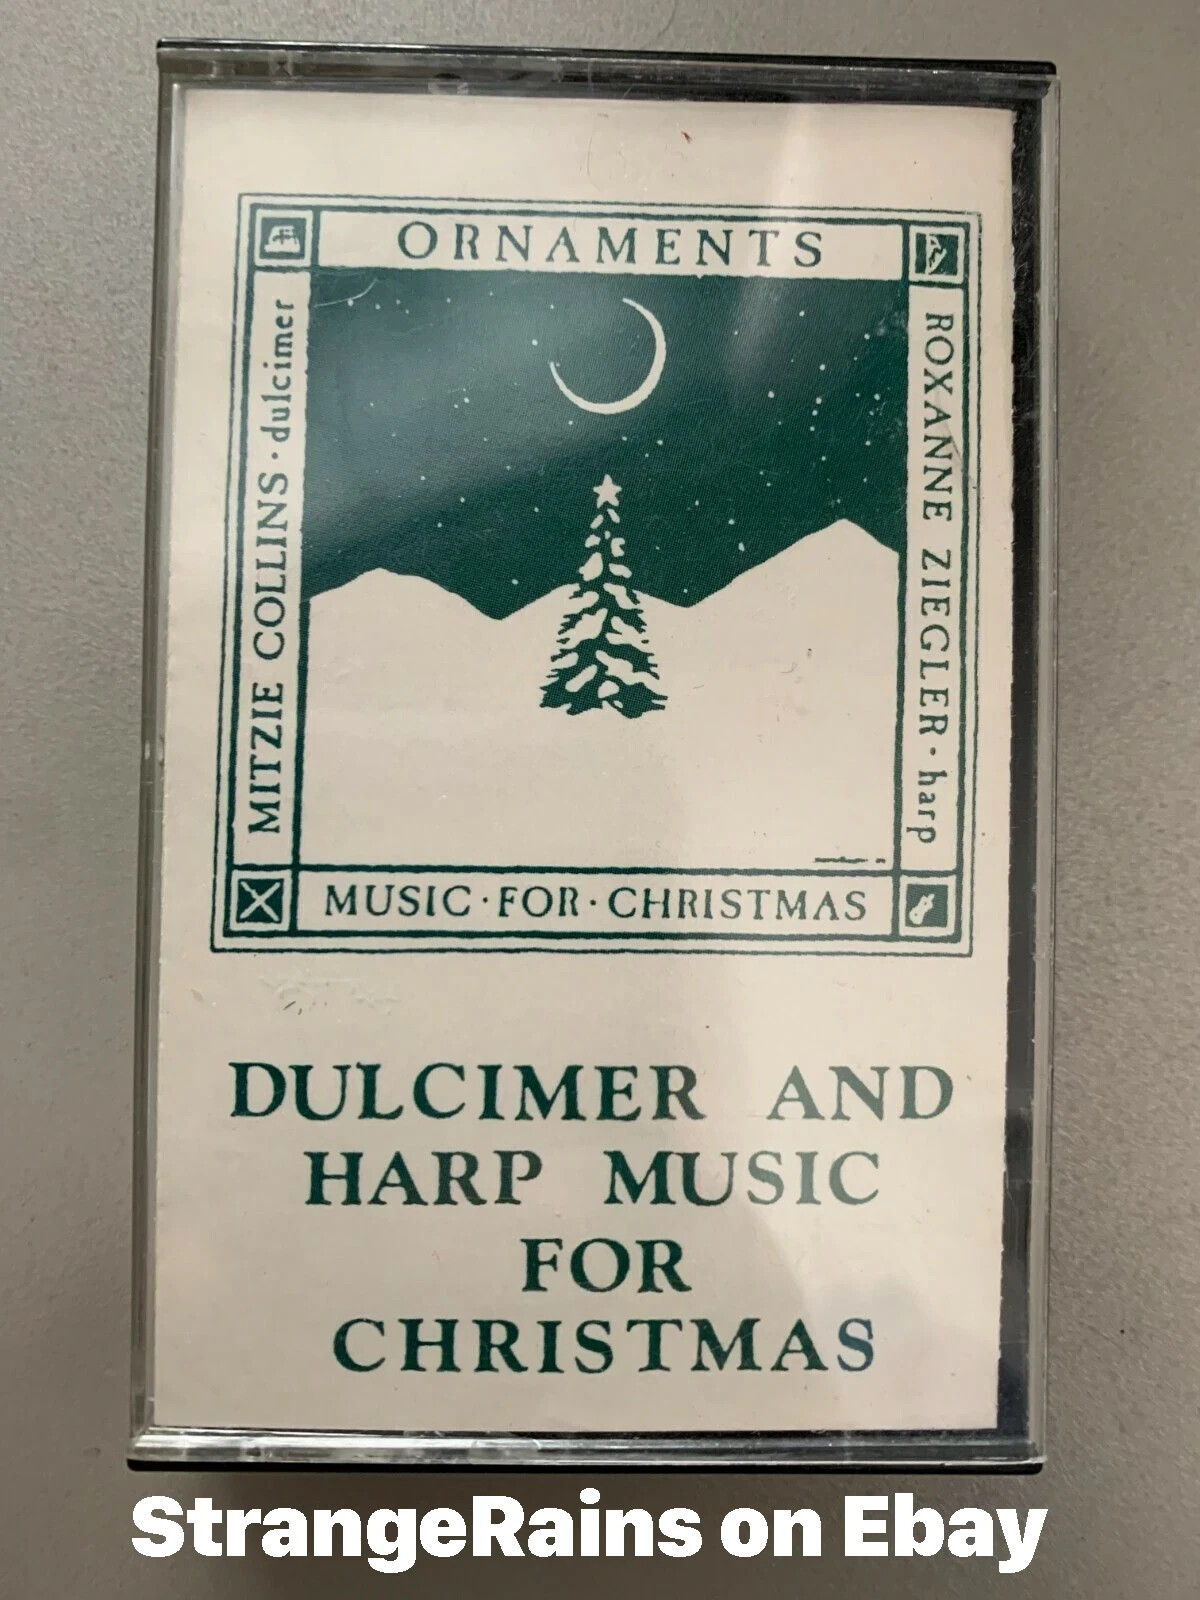 ORNAMENTS
MITZIE COLLINS · dulcimer
ROXANNE ZIEGLER · harp
MUSIC · FOR · CHRISTMAS
DULCIMER AND
HARP MUSIC
FOR
CHRISTMAS
StrangeRains on Ebay